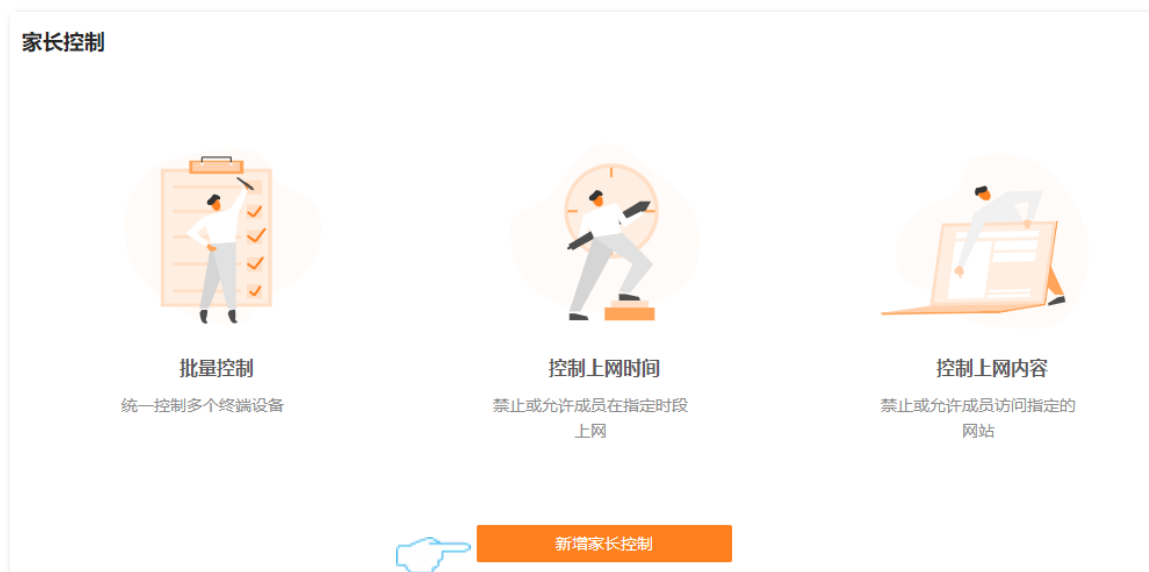 家长控制
批量控制
统一控制多个终端设备
控制上网时间
禁止或允许成员在指定时段
上网
控制上网内容
禁止或允许成员访问指定的
网站
新增家长控制